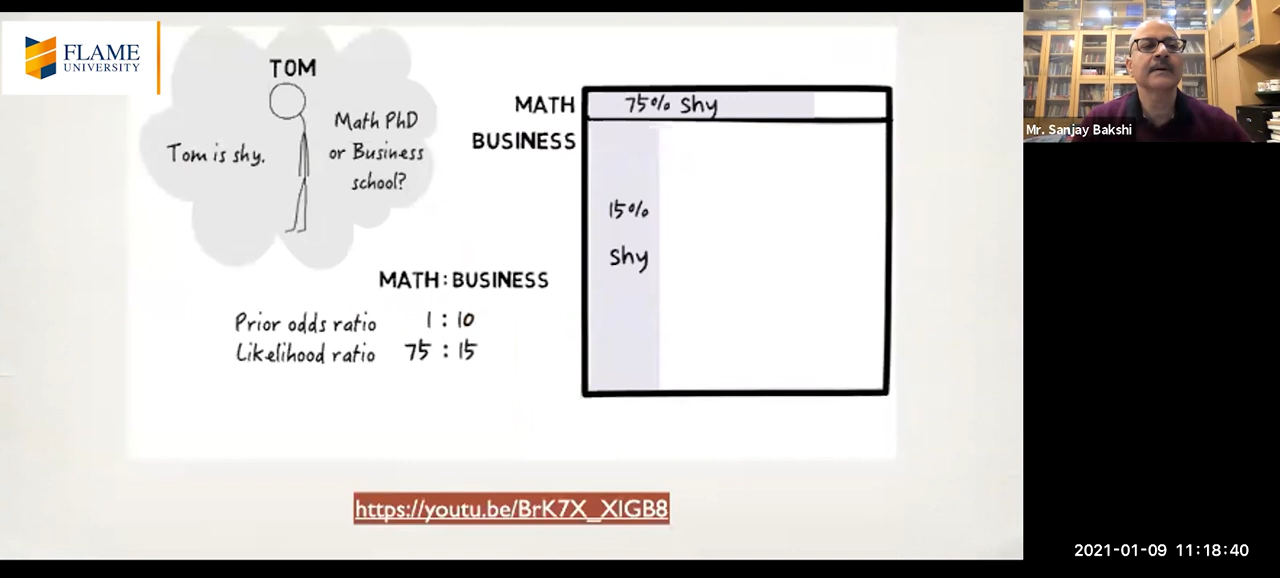 FLAME
UNIVERSITY
TOM
Tom is shy.
Math PhD
or Business
school?
MATH
75% shy
BUSINESS
15%
shy
MATH : BUSINESS
Prior odds ratio 1 : 10
Likelihood ratio 75 : 15
https://youtu.be/BrK7X_XlGB8
Mr. Sanjay Bakshi
2021-01-09 11:18:40